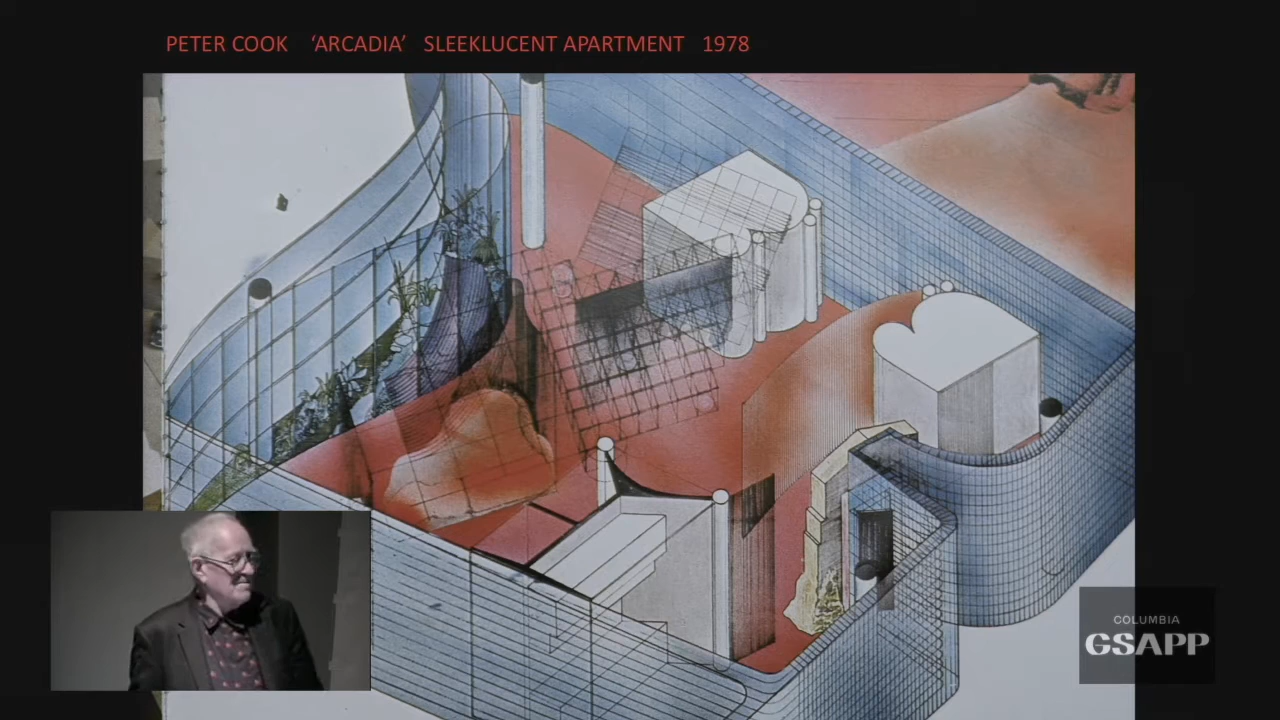 PETER COOK ‘ARCADIA’ SLEEKLUCENT APARTMENT 1978
COLUMBIA
GSAPP